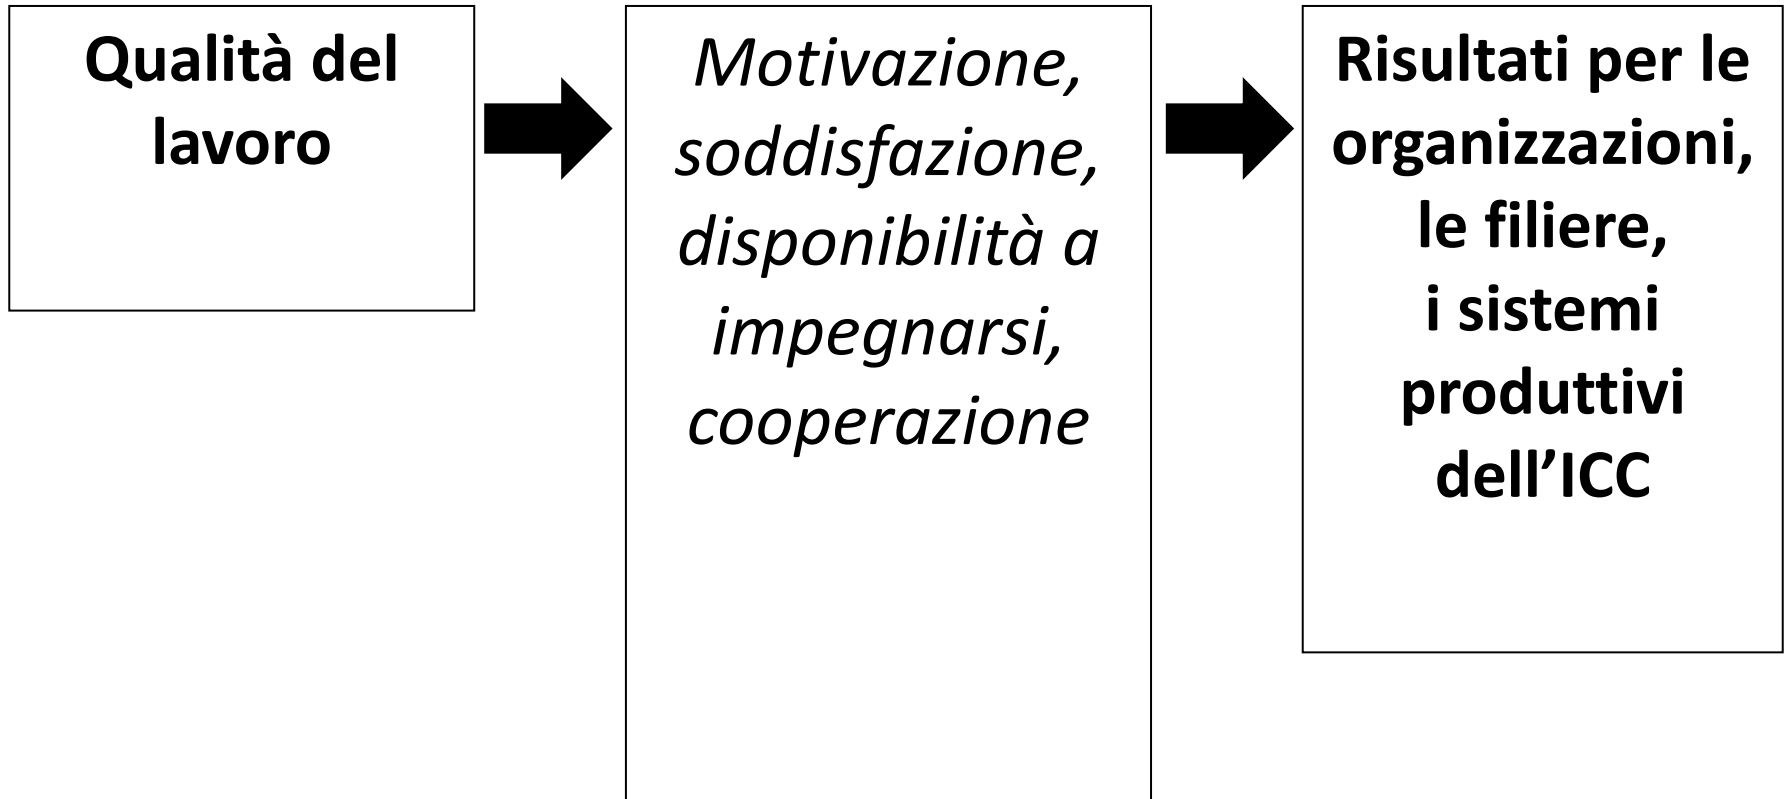 Qualità del
lavoro
Motivazione,
soddisfazione,
disponibilità a
impegnarsi,
cooperazione
Risultati per le
organizzazioni,
le filiere,
i sistemi
produttivi
dell’ICC